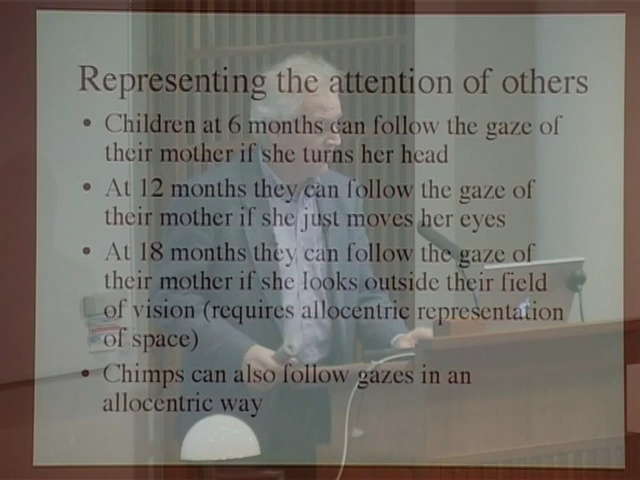 Representing the attention of others
• Children at 6 months can follow the gaze of
their mother if she turns her head
• At 12 months they can follow the gaze of
their mother if she just moves her eyes
• At 18 months they can follow the gaze of
their mother if she looks outside their field
of vision (requires allocentric representation
of space)
• Chimps can also follow gazes in an
allocentric way